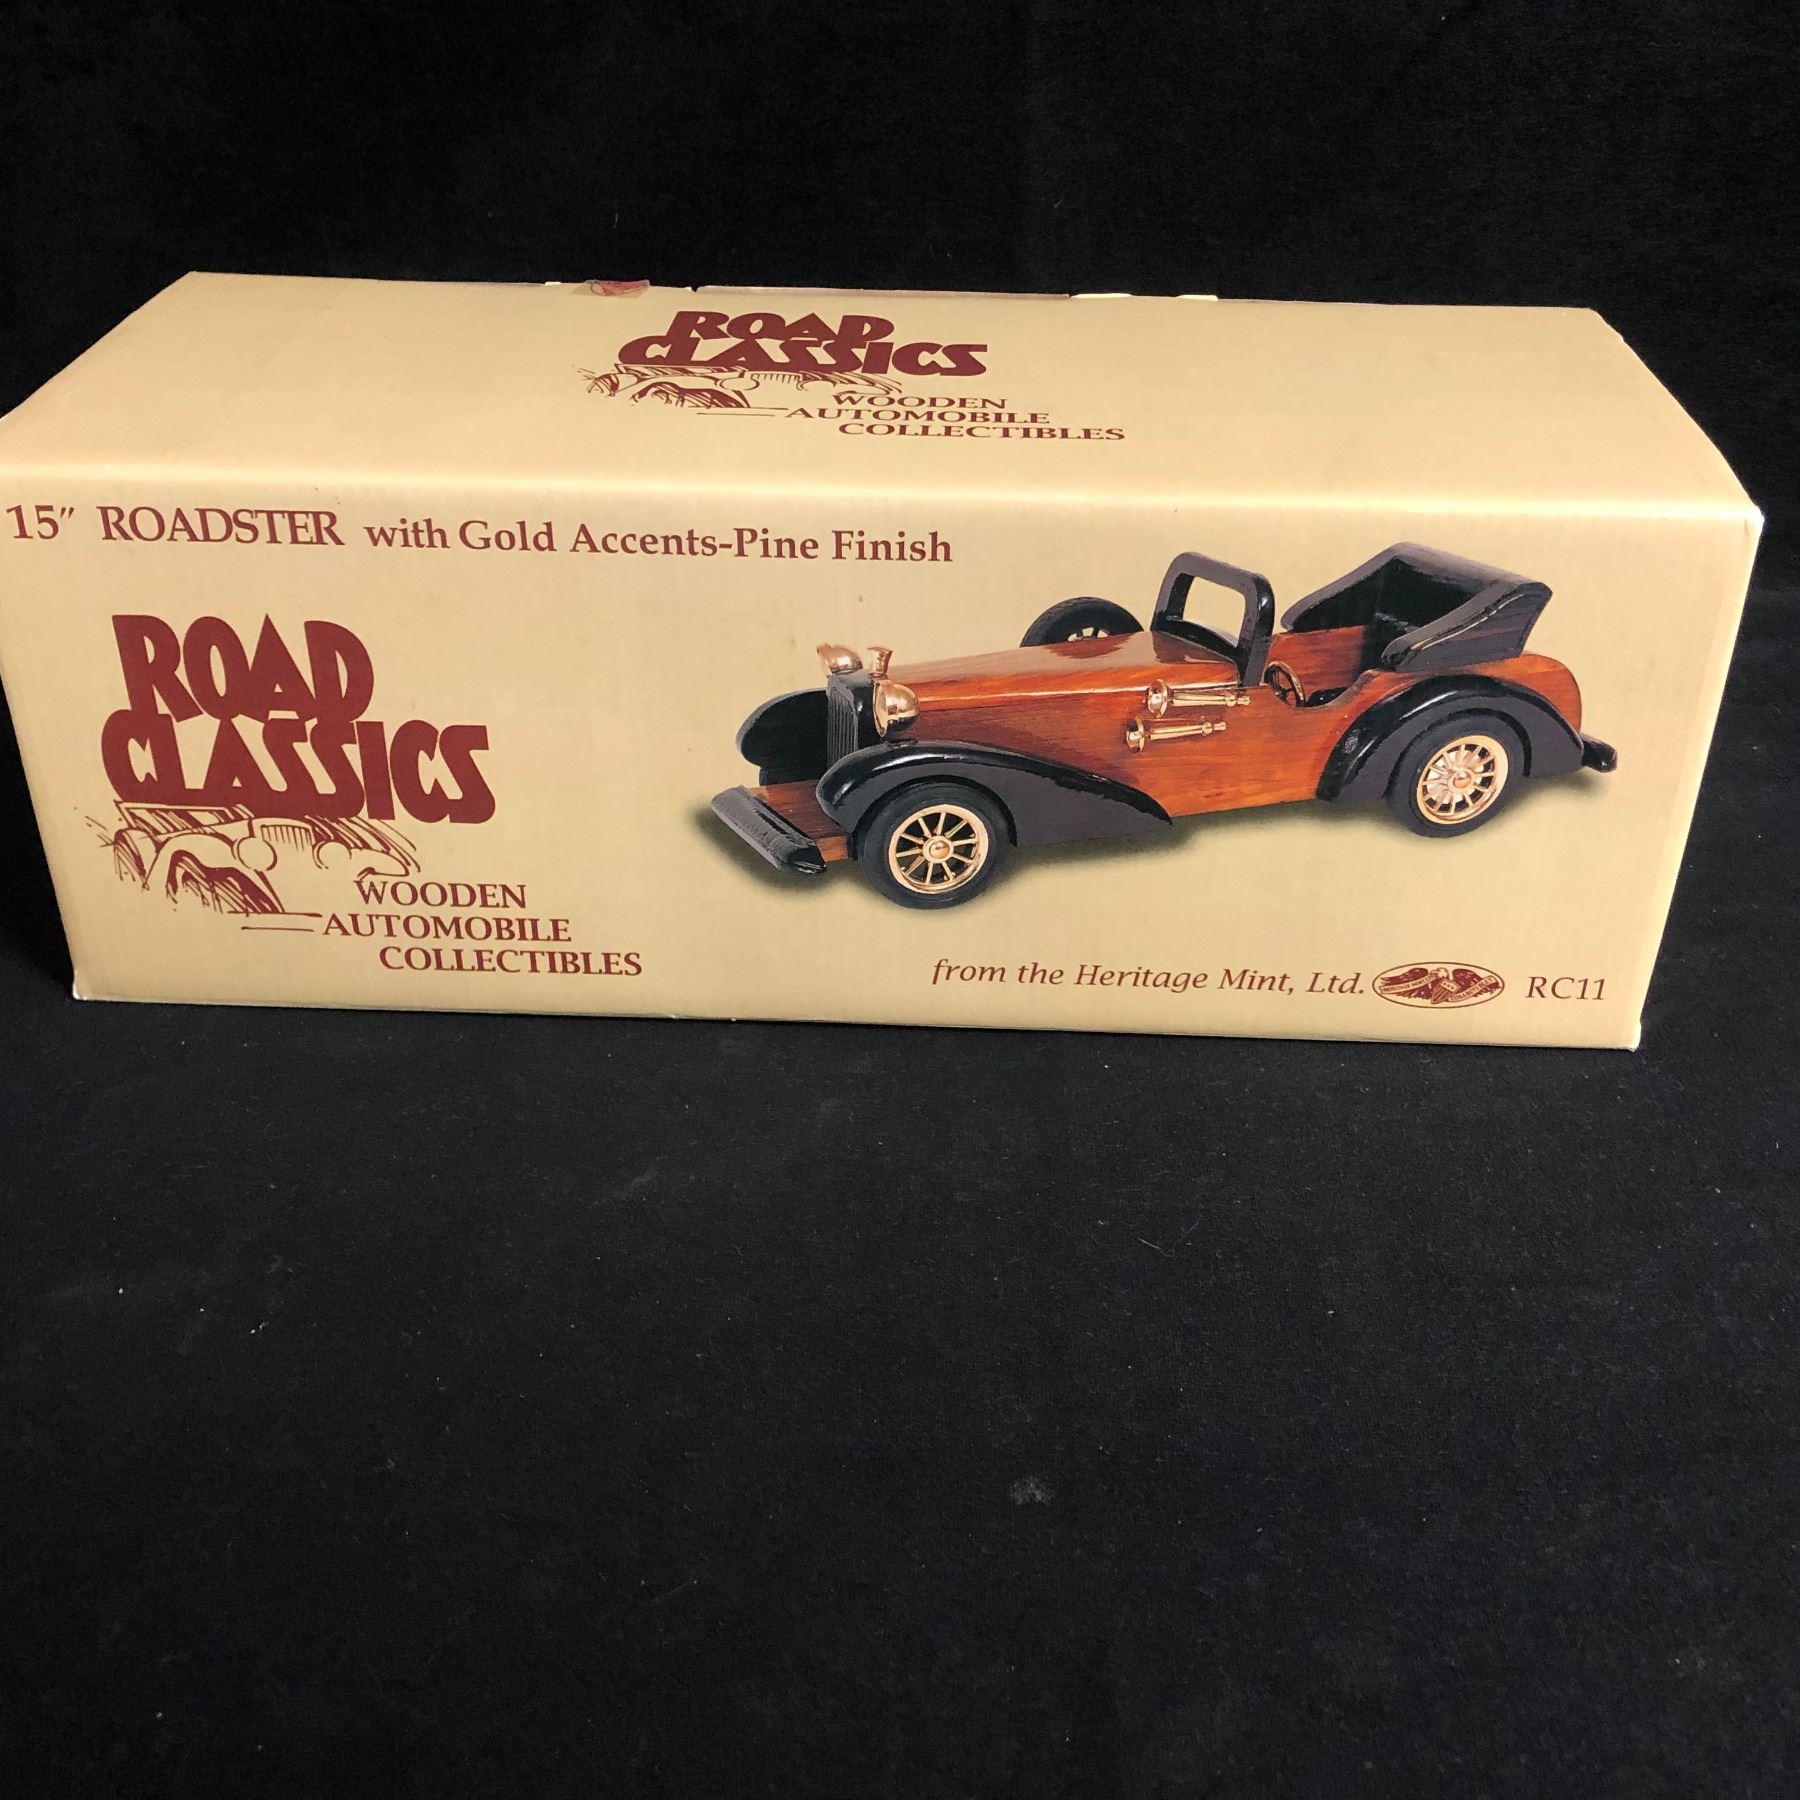 ROAD
CLASSICS
WOODEN
AUTOMOBILE
COLLECTIBLES
15" ROADSTER with Gold Accents-Pine Finish
ROAD
CLASSICS
WOODEN
AUTOMOBILE
COLLECTIBLES
from the Heritage Mint, Ltd. RC11